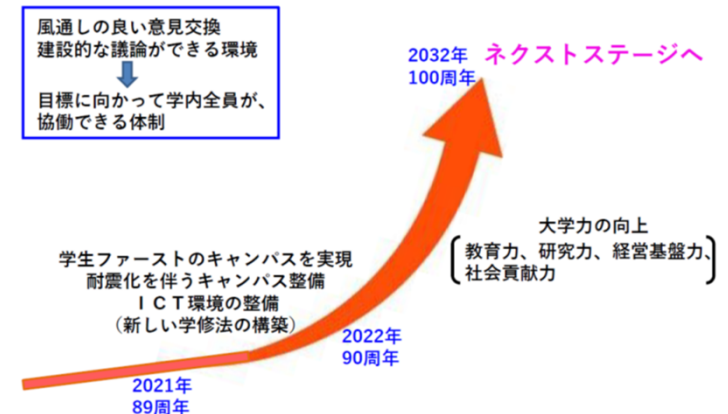 風通しの良い意見交換
建設的な議論ができる環境
目標に向かって学内全員が、
協働できる体制
2032年
100周年
ネクストステージへ
大学力の向上
教育力、研究力、経営基盤力、
社会貢献力
学生ファーストのキャンパスを実現
耐震化を伴うキャンパス整備
ＩＣＴ環境の整備
（新しい学修法の構築）
2022年
90周年
2021年
89周年